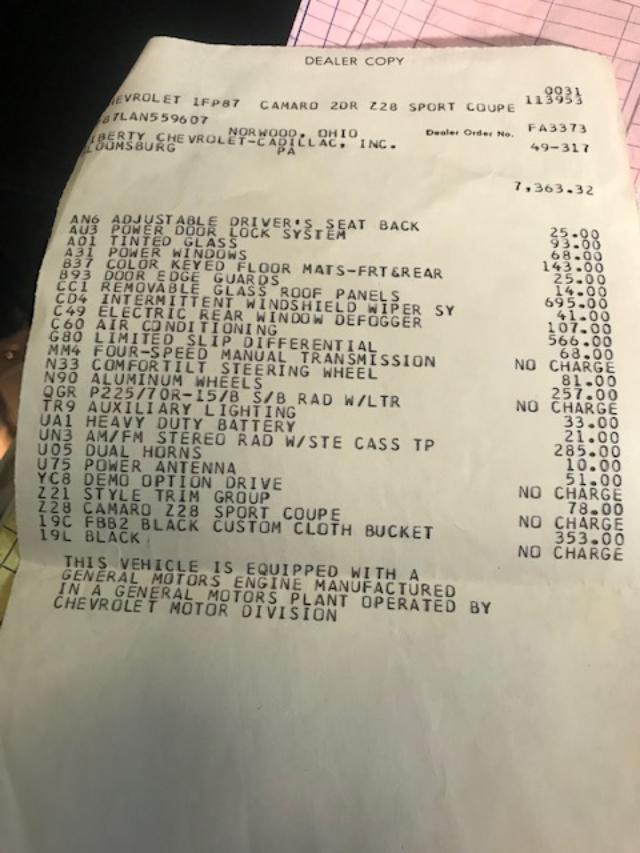 DEALER COPY
0031
EVROLET 1FP87 CAMARO 2DR Z28 SPORT COUPE 113953
87LAN559607
NORWOOD, OHIO Dealer Order No. FA3373
IBERTY CHEVROLET-CADILLAC, INC. 49-317
LOOMSBURG PA
7,363.32
AN6 ADJUSTABLE DRIVER'S SEAT BACK 25.00
AU3 POWER DOOR LOCK SYSTEM 93.00
A01 TINTED GLASS 68.00
A31 POWER WINDOWS 143.00
B37 COLOR KEYED FLOOR MATS-FRT&REAR 25.00
B93 DOOR EDGE GUARDS 14.00
CC1 REMOVABLE GLASS ROOF PANELS 695.00
CD4 INTERMITTENT WINDSHIELD WIPER SY 41.00
C49 ELECTRIC REAR WINDOW DEFOGGER 107.00
C60 AIR CONDITIONING 566.00
G80 LIMITED SLIP DIFFERENTIAL 68.00
MM4 FOUR-SPEED MANUAL TRANSMISSION NO CHARGE
N33 COMFORTILT STEERING WHEEL 81.00
N90 ALUMINUM WHEELS 257.00
QGR P225/70R-15/B S/B RAD W/LTR NO CHARGE
TR9 AUXILIARY LIGHTING 33.00
UA1 HEAVY DUTY BATTERY 21.00
UN3 AM/FM STEREO RAD W/STE CASS TP 285.00
U05 DUAL HORNS 10.00
U75 POWER ANTENNA 51.00
YC8 DEMO OPTION DRIVE NO CHARGE
Z21 STYLE TRIM GROUP 78.00
Z28 CAMARO Z28 SPORT COUPE NO CHARGE
19C FBB2 BLACK CUSTOM CLOTH BUCKET 353.00
19L BLACK NO CHARGE
THIS VEHICLE IS EQUIPPED WITH A
GENERAL MOTORS ENGINE MANUFACTURED
IN A GENERAL MOTORS PLANT OPERATED BY
CHEVROLET MOTOR DIVISION